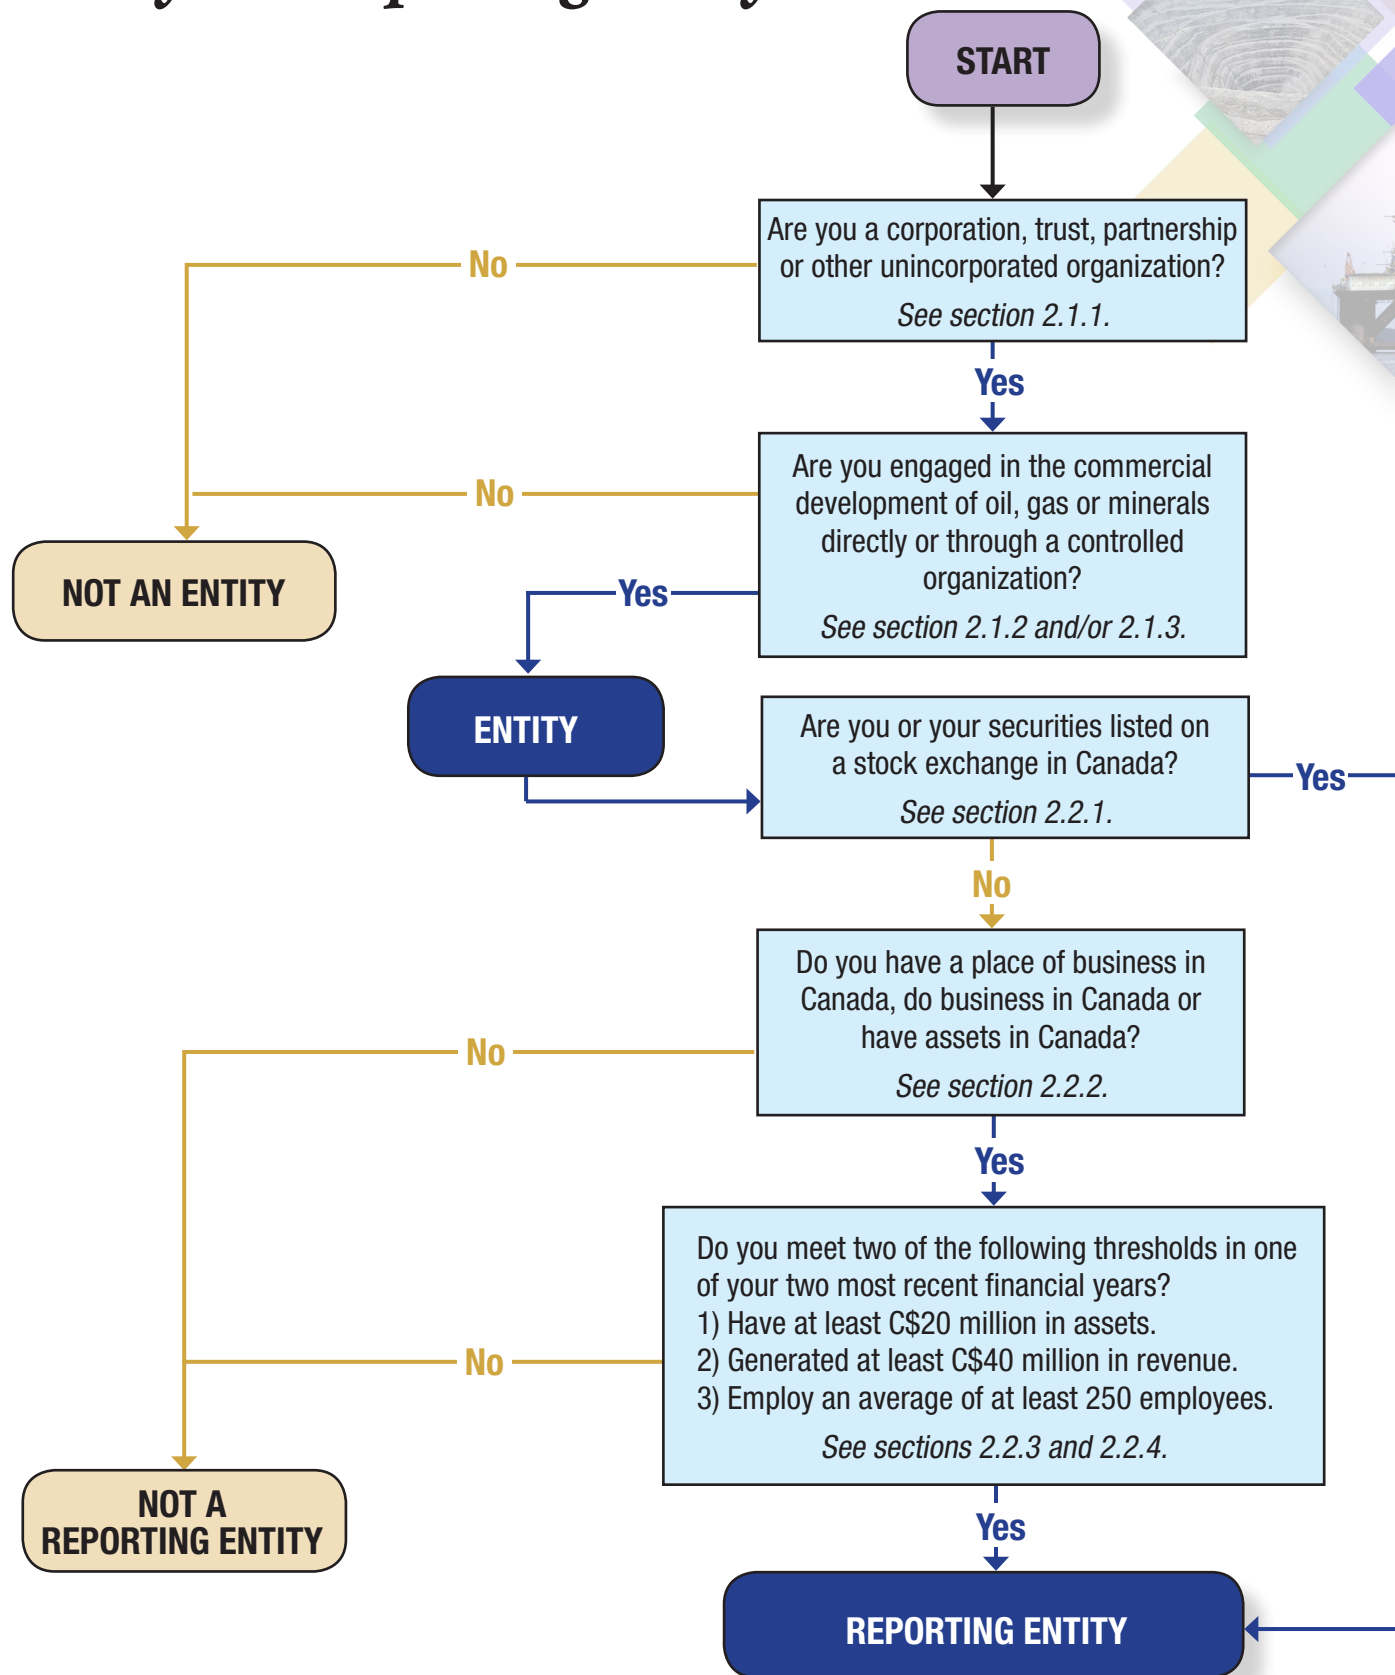 START
Are you a corporation, trust, partnership
or other unincorporated organization?
See section 2.1.1.
No
Yes
Are you engaged in the commercial
development of oil, gas or minerals
directly or through a controlled
organization?
See section 2.1.2 and/or 2.1.3.
No
NOT AN ENTITY
Yes
ENTITY
Are you or your securities listed on
a stock exchange in Canada?
See section 2.2.1.
Yes
No
Do you have a place of business in
Canada, do business in Canada or
have assets in Canada?
See section 2.2.2.
No
Yes
Do you meet two of the following thresholds in one
of your two most recent financial years?
1) Have at least C$20 million in assets.
2) Generated at least C$40 million in revenue.
3) Employ an average of at least 250 employees.
See sections 2.2.3 and 2.2.4.
No
NOT A
REPORTING ENTITY
Yes
REPORTING ENTITY